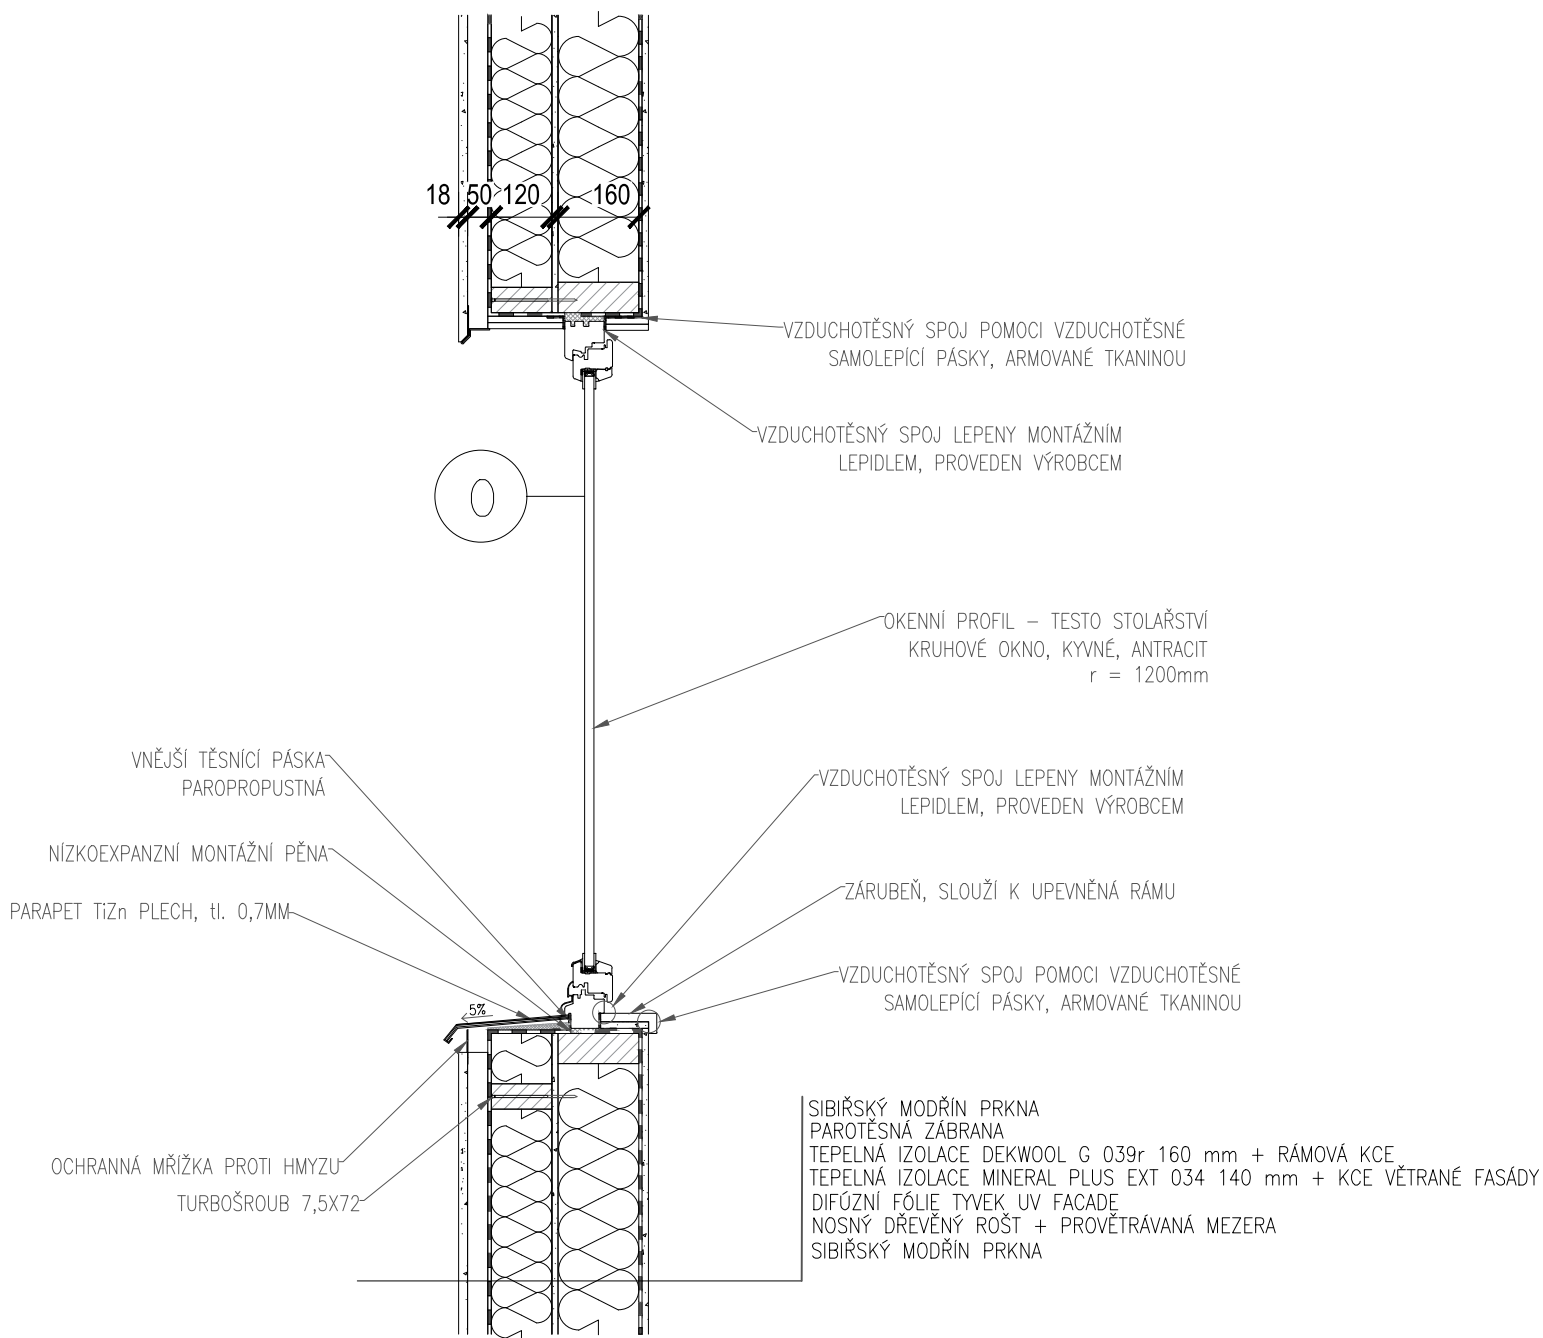 18 50 120 160
VZDUCHOTĚSNÝ SPOJ POMOCI VZDUCHOTĚSNÉ
SAMOLEPÍCÍ PÁSKY, ARMOVANÉ TKANINOU
VZDUCHOTĚSNÝ SPOJ LEPENY MONTÁŽNÍM
LEPIDLEM, PROVEDEN VÝROBCEM
O
OKENNÍ PROFIL – TESTO STOLAŘSTVÍ
KRUHOVÉ OKNO, KYVNÉ, ANTRACIT
r = 1200mm
VNĚJŠÍ TĚSNÍCÍ PÁSKA
PAROPROPUSTNÁ
VZDUCHOTĚSNÝ SPOJ LEPENY MONTÁŽNÍM
LEPIDLEM, PROVEDEN VÝROBCEM
NÍZKOEXPANZNÍ MONTÁŽNÍ PĚNA
ZÁRUBEŇ, SLOUŽÍ K UPEVNĚNÁ RÁMU
PARAPET TiZn PLECH, tl. 0,7MM
VZDUCHOTĚSNÝ SPOJ POMOCI VZDUCHOTĚSNÉ
SAMOLEPÍCÍ PÁSKY, ARMOVANÉ TKANINOU
5%
SIBIŘSKÝ MODŘÍN PRKNA
PAROTĚSNÁ ZÁBRANA
TEPELNÁ IZOLACE DEKWOOL G 039r 160 mm + RÁMOVÁ KCE
TEPELNÁ IZOLACE MINERAL PLUS EXT 034 140 mm + KCE VĚTRANÉ FASÁDY
DIFÚZNÍ FÓLIE TYVEK UV FACADE
NOSNÝ DŘEVĚNÝ ROŠT + PROVĚTRÁVANÁ MEZERA
SIBIŘSKÝ MODŘÍN PRKNA
OCHRANNÁ MŘÍŽKA PROTI HMYZU
TURBOŠROUB 7,5X72